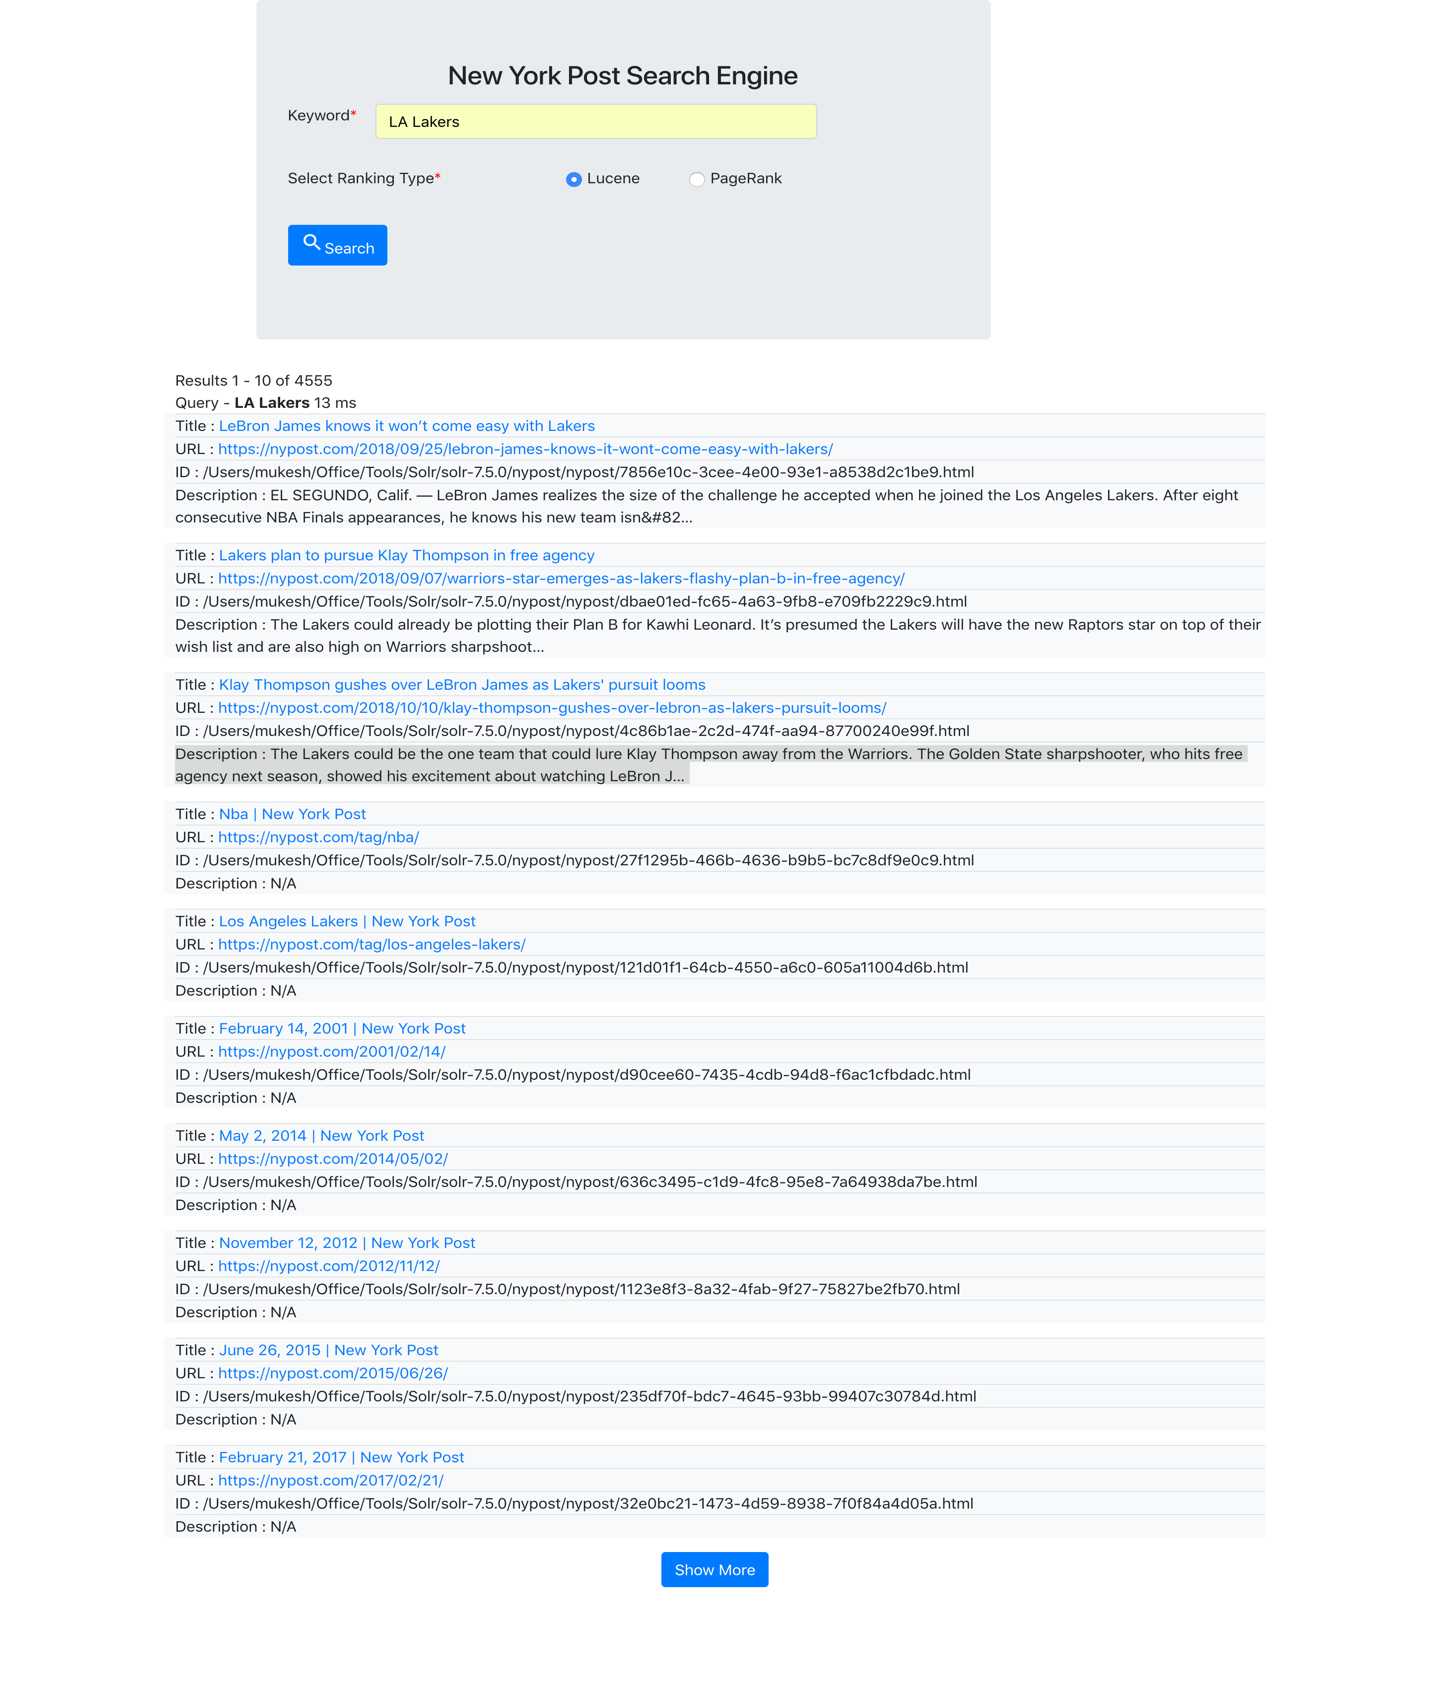 New York Post Search Engine
Keyword*
LA Lakers
Select Ranking Type*
Lucene
PageRank
Search
Results 1 - 10 of 4555
Query - LA Lakers 13 ms
Title : LeBron James knows it won’t come easy with Lakers
URL : https://nypost.com/2018/09/25/lebron-james-knows-it-wont-come-easy-with-lakers/
ID : /Users/mukesh/Office/Tools/Solr/solr-7.5.0/nypost/nypost/7856e10c-3cee-4e00-93e1-a8538d2c1be9.html
Description : EL SEGUNDO, Calif. — LeBron James realizes the size of the challenge he accepted when he joined the Los Angeles Lakers. After eight
consecutive NBA Finals appearances, he knows his new team isn&#82...
Title : Lakers plan to pursue Klay Thompson in free agency
URL : https://nypost.com/2018/09/07/warriors-star-emerges-as-lakers-flashy-plan-b-in-free-agency/
ID : /Users/mukesh/Office/Tools/Solr/solr-7.5.0/nypost/nypost/dbae01ed-fc65-4a63-9fb8-e709fb2229c9.html
Description : The Lakers could already be plotting their Plan B for Kawhi Leonard. It’s presumed the Lakers will have the new Raptors star on top of their
wish list and are also high on Warriors sharpshoot...
Title : Klay Thompson gushes over LeBron James as Lakers' pursuit looms
URL : https://nypost.com/2018/10/10/klay-thompson-gushes-over-lebron-as-lakers-pursuit-looms/
ID : /Users/mukesh/Office/Tools/Solr/solr-7.5.0/nypost/nypost/4c86b1ae-2c2d-474f-aa94-87700240e99f.html
Description : The Lakers could be the one team that could lure Klay Thompson away from the Warriors. The Golden State sharpshooter, who hits free
agency next season, showed his excitement about watching LeBron J...
Title : Nba | New York Post
URL : https://nypost.com/tag/nba/
ID : /Users/mukesh/Office/Tools/Solr/solr-7.5.0/nypost/nypost/27f1295b-466b-4636-b9b5-bc7c8df9e0c9.html
Description : N/A
Title : Los Angeles Lakers | New York Post
URL : https://nypost.com/tag/los-angeles-lakers/
ID : /Users/mukesh/Office/Tools/Solr/solr-7.5.0/nypost/nypost/121d01f1-64cb-4550-a6c0-605a11004d6b.html
Description : N/A
Title : February 14, 2001 | New York Post
URL : https://nypost.com/2001/02/14/
ID : /Users/mukesh/Office/Tools/Solr/solr-7.5.0/nypost/nypost/d90cee60-7435-4cdb-94d8-f6ac1cfbdadc.html
Description : N/A
Title : May 2, 2014 | New York Post
URL : https://nypost.com/2014/05/02/
ID : /Users/mukesh/Office/Tools/Solr/solr-7.5.0/nypost/nypost/636c3495-c1d9-4fc8-95e8-7a64938da7be.html
Description : N/A
Title : November 12, 2012 | New York Post
URL : https://nypost.com/2012/11/12/
ID : /Users/mukesh/Office/Tools/Solr/solr-7.5.0/nypost/nypost/1123e8f3-8a32-4fab-9f27-75827be2fb70.html
Description : N/A
Title : June 26, 2015 | New York Post
URL : https://nypost.com/2015/06/26/
ID : /Users/mukesh/Office/Tools/Solr/solr-7.5.0/nypost/nypost/235df70f-bdc7-4645-93bb-99407c30784d.html
Description : N/A
Title : February 21, 2017 | New York Post
URL : https://nypost.com/2017/02/21/
ID : /Users/mukesh/Office/Tools/Solr/solr-7.5.0/nypost/nypost/32e0bc21-1473-4d59-8938-7f0f84a4d05a.html
Description : N/A
Show More